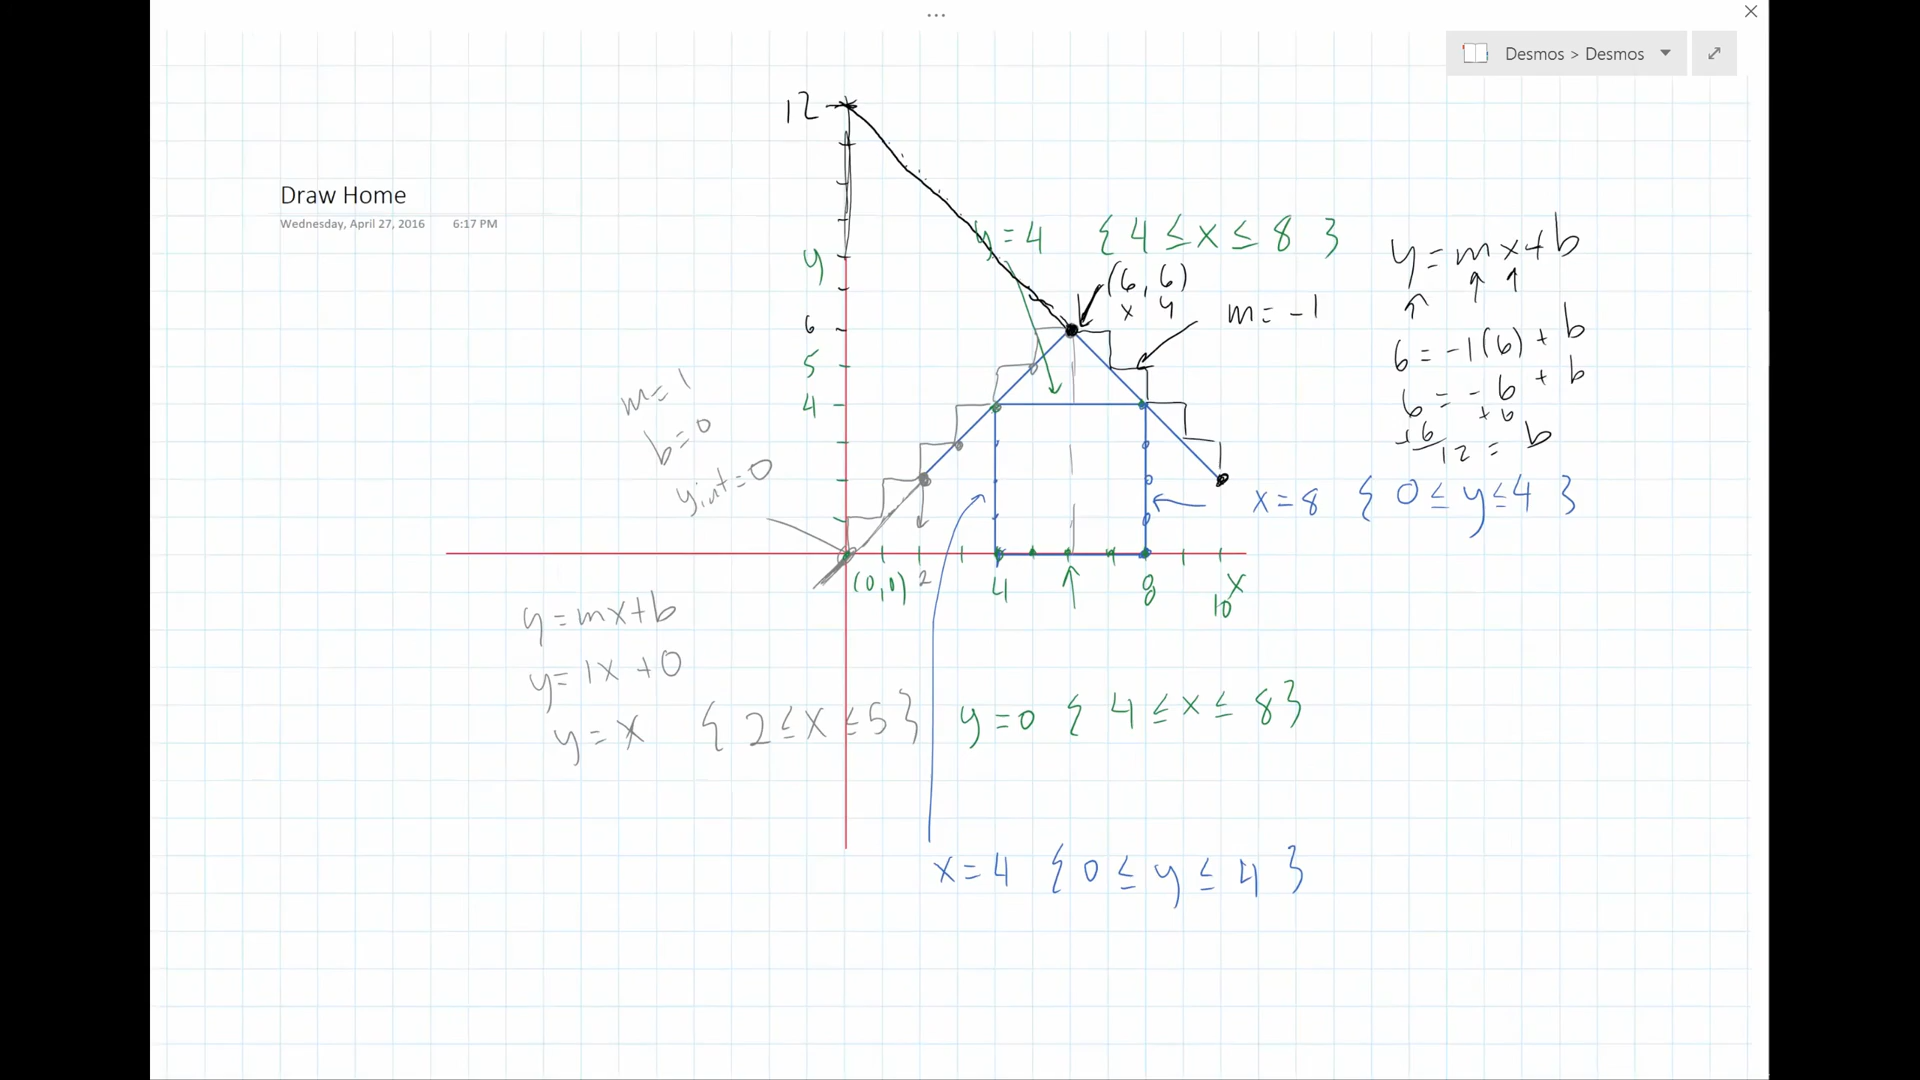 ...
Desmos > Desmos
Draw Home
Wednesday, April 27, 2016 6:17 PM
12
y
6
5
4
y = 4 { 4 ≤ x ≤ 8 }
(6, 6)
x y
m = -1
y = mx + b
6 = -1(6) + b
6 = -6 + b
+6 +6
12 = b
x = 8 { 0 ≤ y ≤ 4 }
m = 1
b = 0
y int = 0
(0,0) 2 4 8 10 x
y = mx + b
y = 1x + 0
y = x { 2 ≤ x ≤ 5 }
y = 0 { 4 ≤ x ≤ 8 }
x = 4 { 0 ≤ y ≤ 4 }